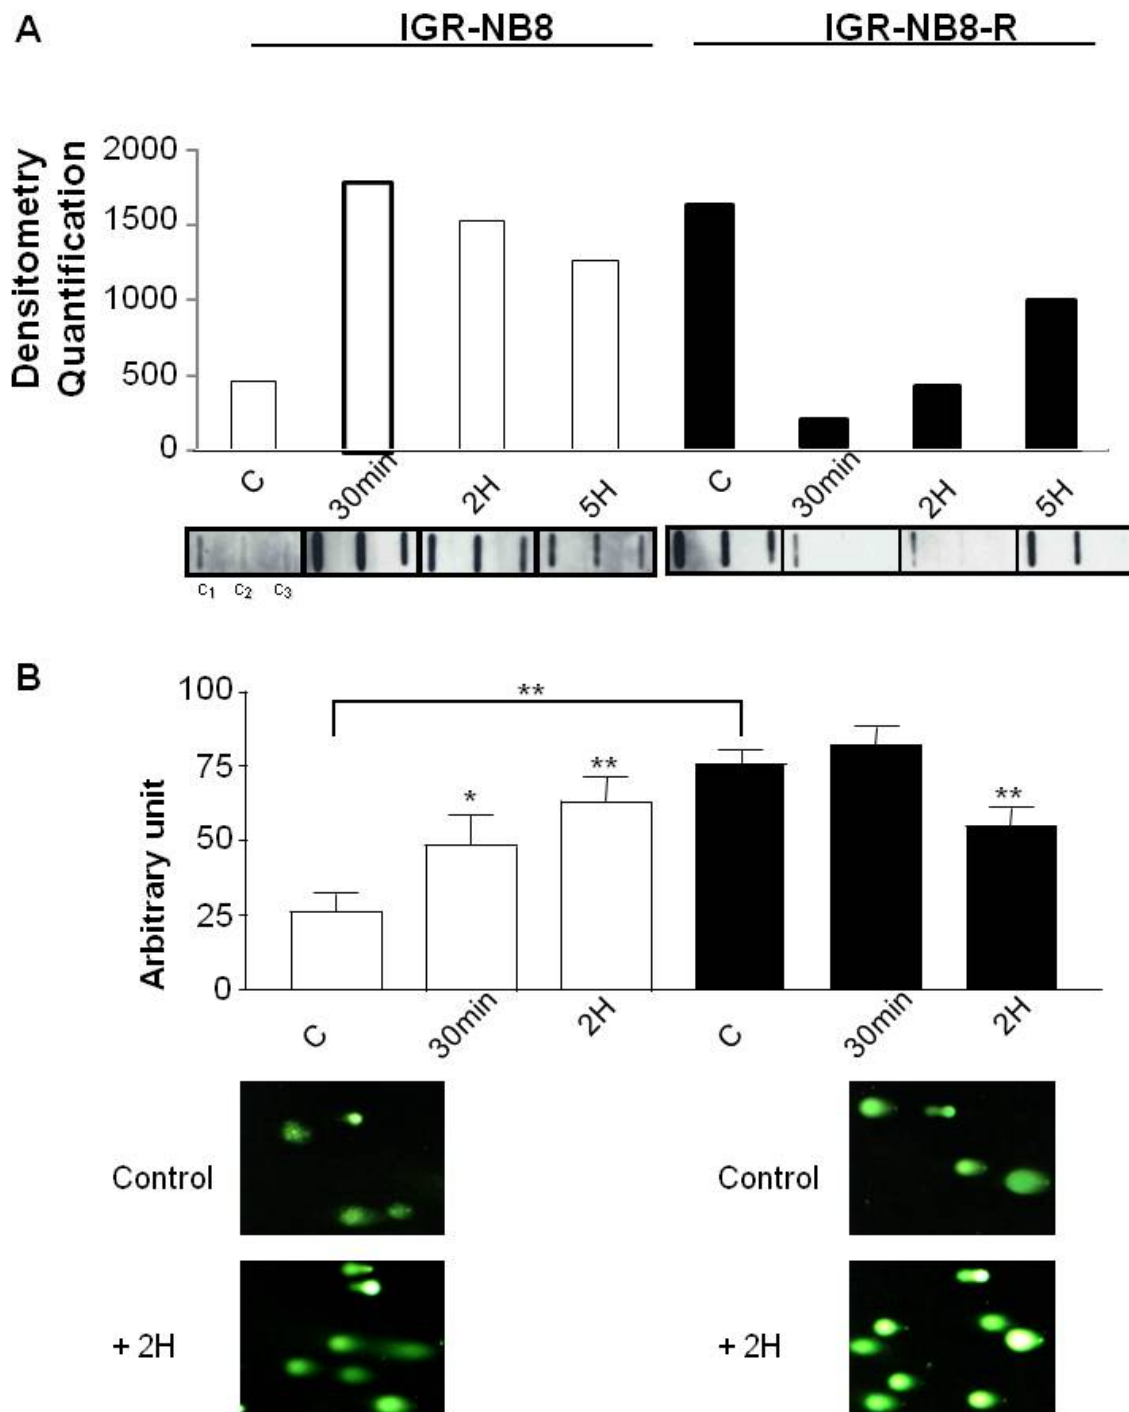 A
IGR-NB8 IGR-NB8-R
Densitometry
Quantification
2000
1500
1000
500
0
C 30min 2H 5H C 30min 2H 5H
C1 C2 C3
B
Arbitrary unit
100
75
50
25
0
**
* ** **
C 30min 2H C 30min 2H
Control Control
+ 2H + 2H